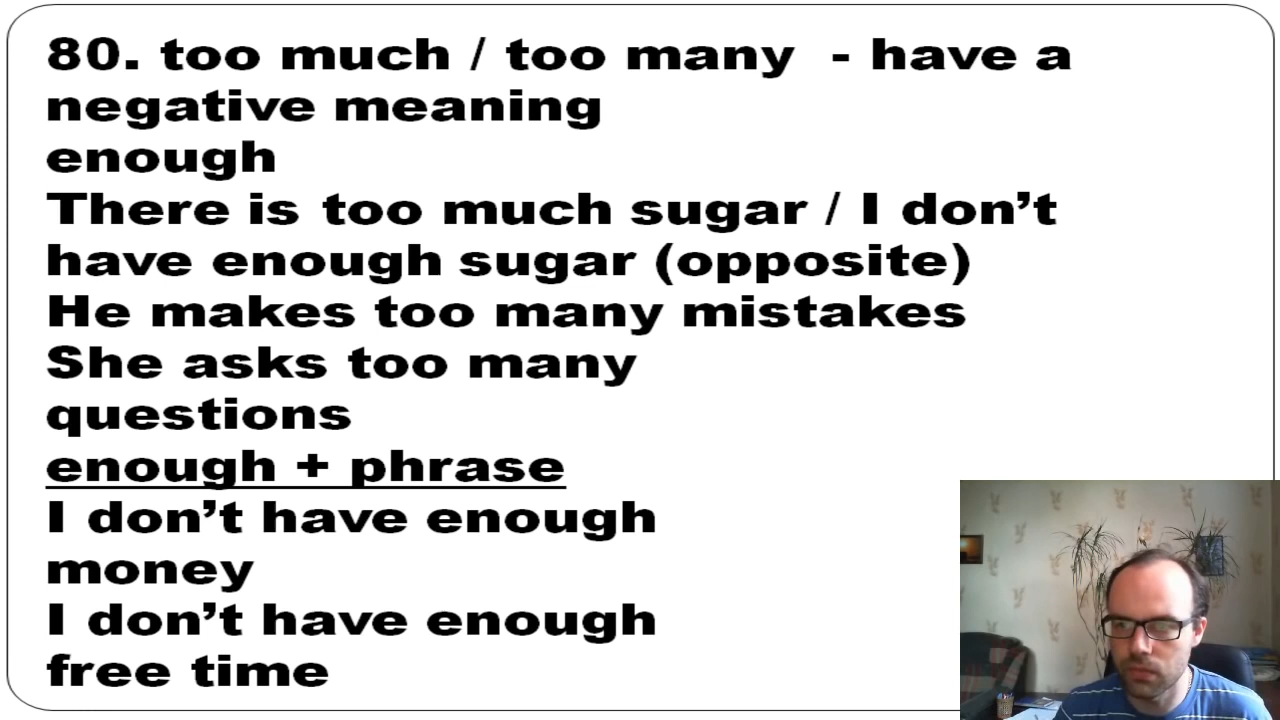 80. too much / too many  - have a
negative meaning
enough
There is too much sugar / I don’t
have enough sugar (opposite)
He makes too many mistakes
She asks too many
questions
enough + phrase
I don’t have enough
money
I don’t have enough
free time